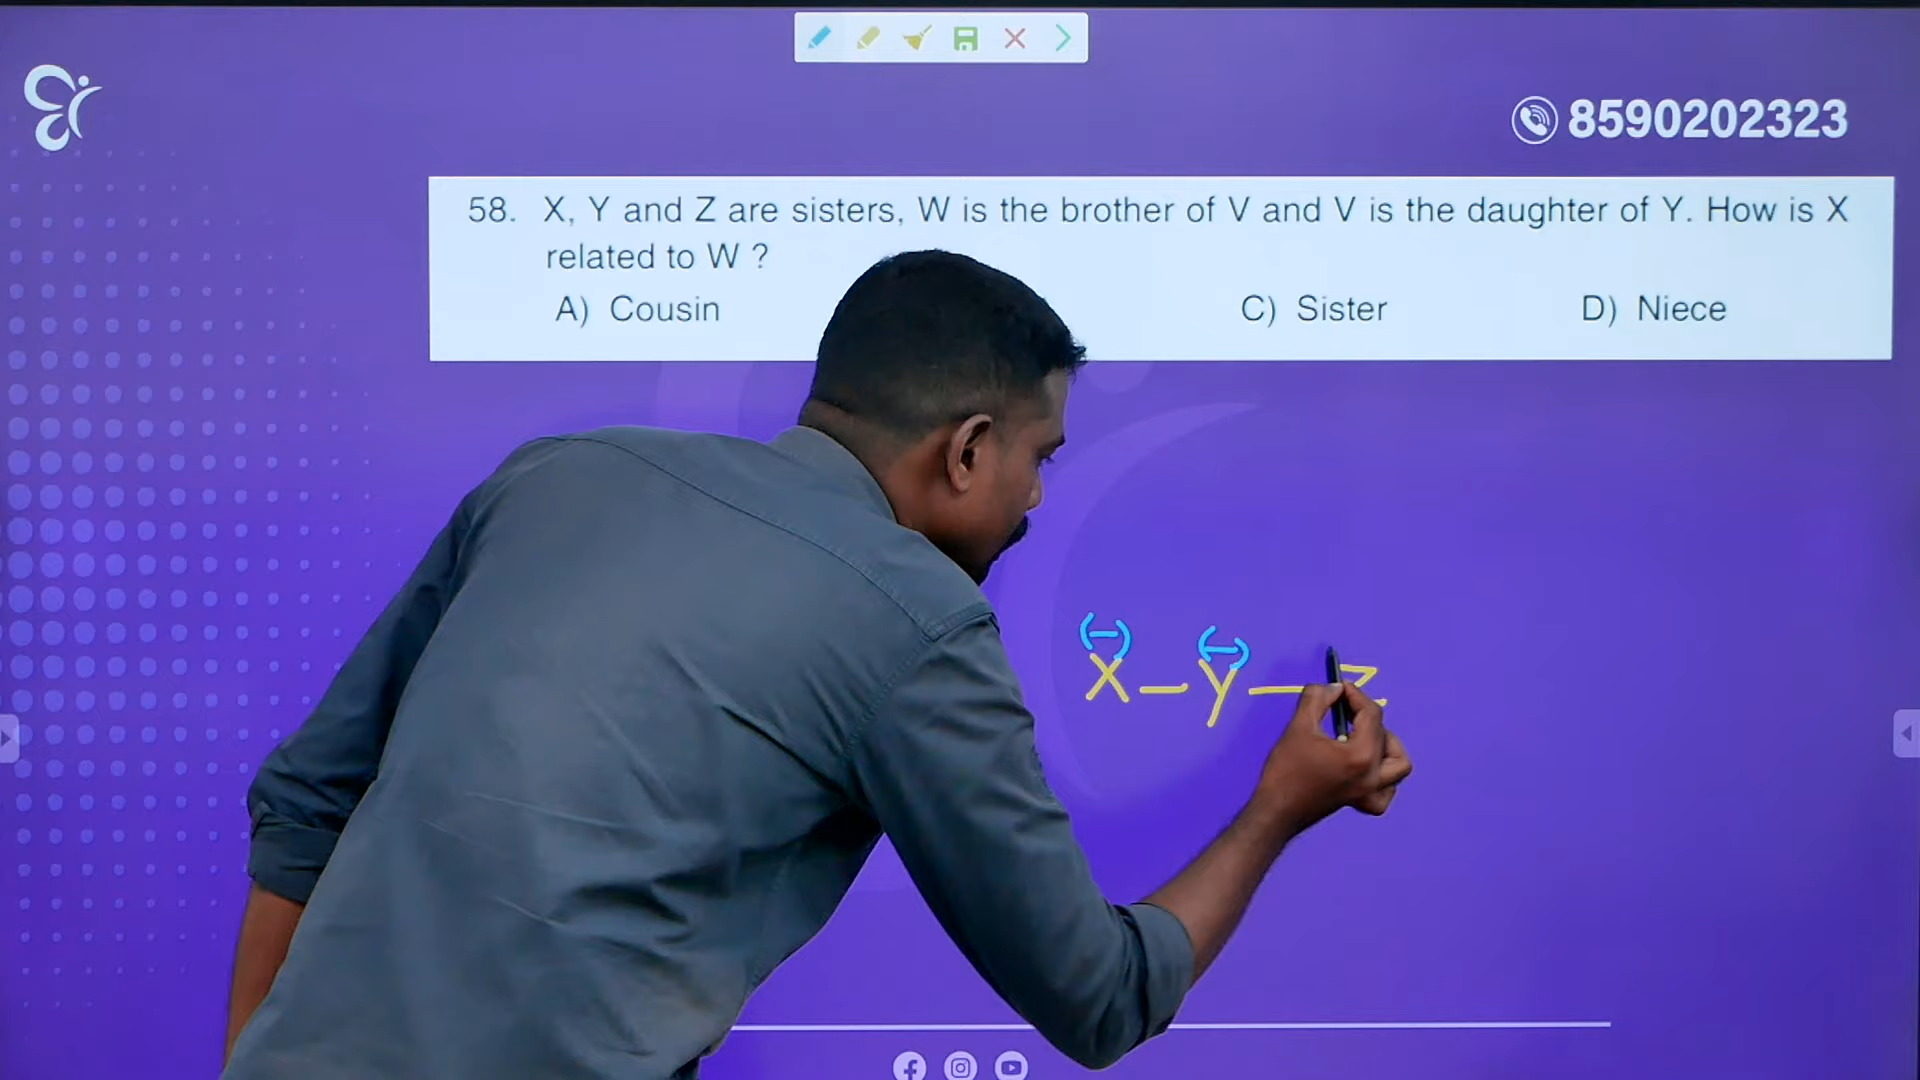 8590202323
58. X, Y and Z are sisters, W is the brother of V and V is the daughter of Y. How is X
related to W ?
A) Cousin C) Sister D) Niece
(-) (-)
X – Y – Z